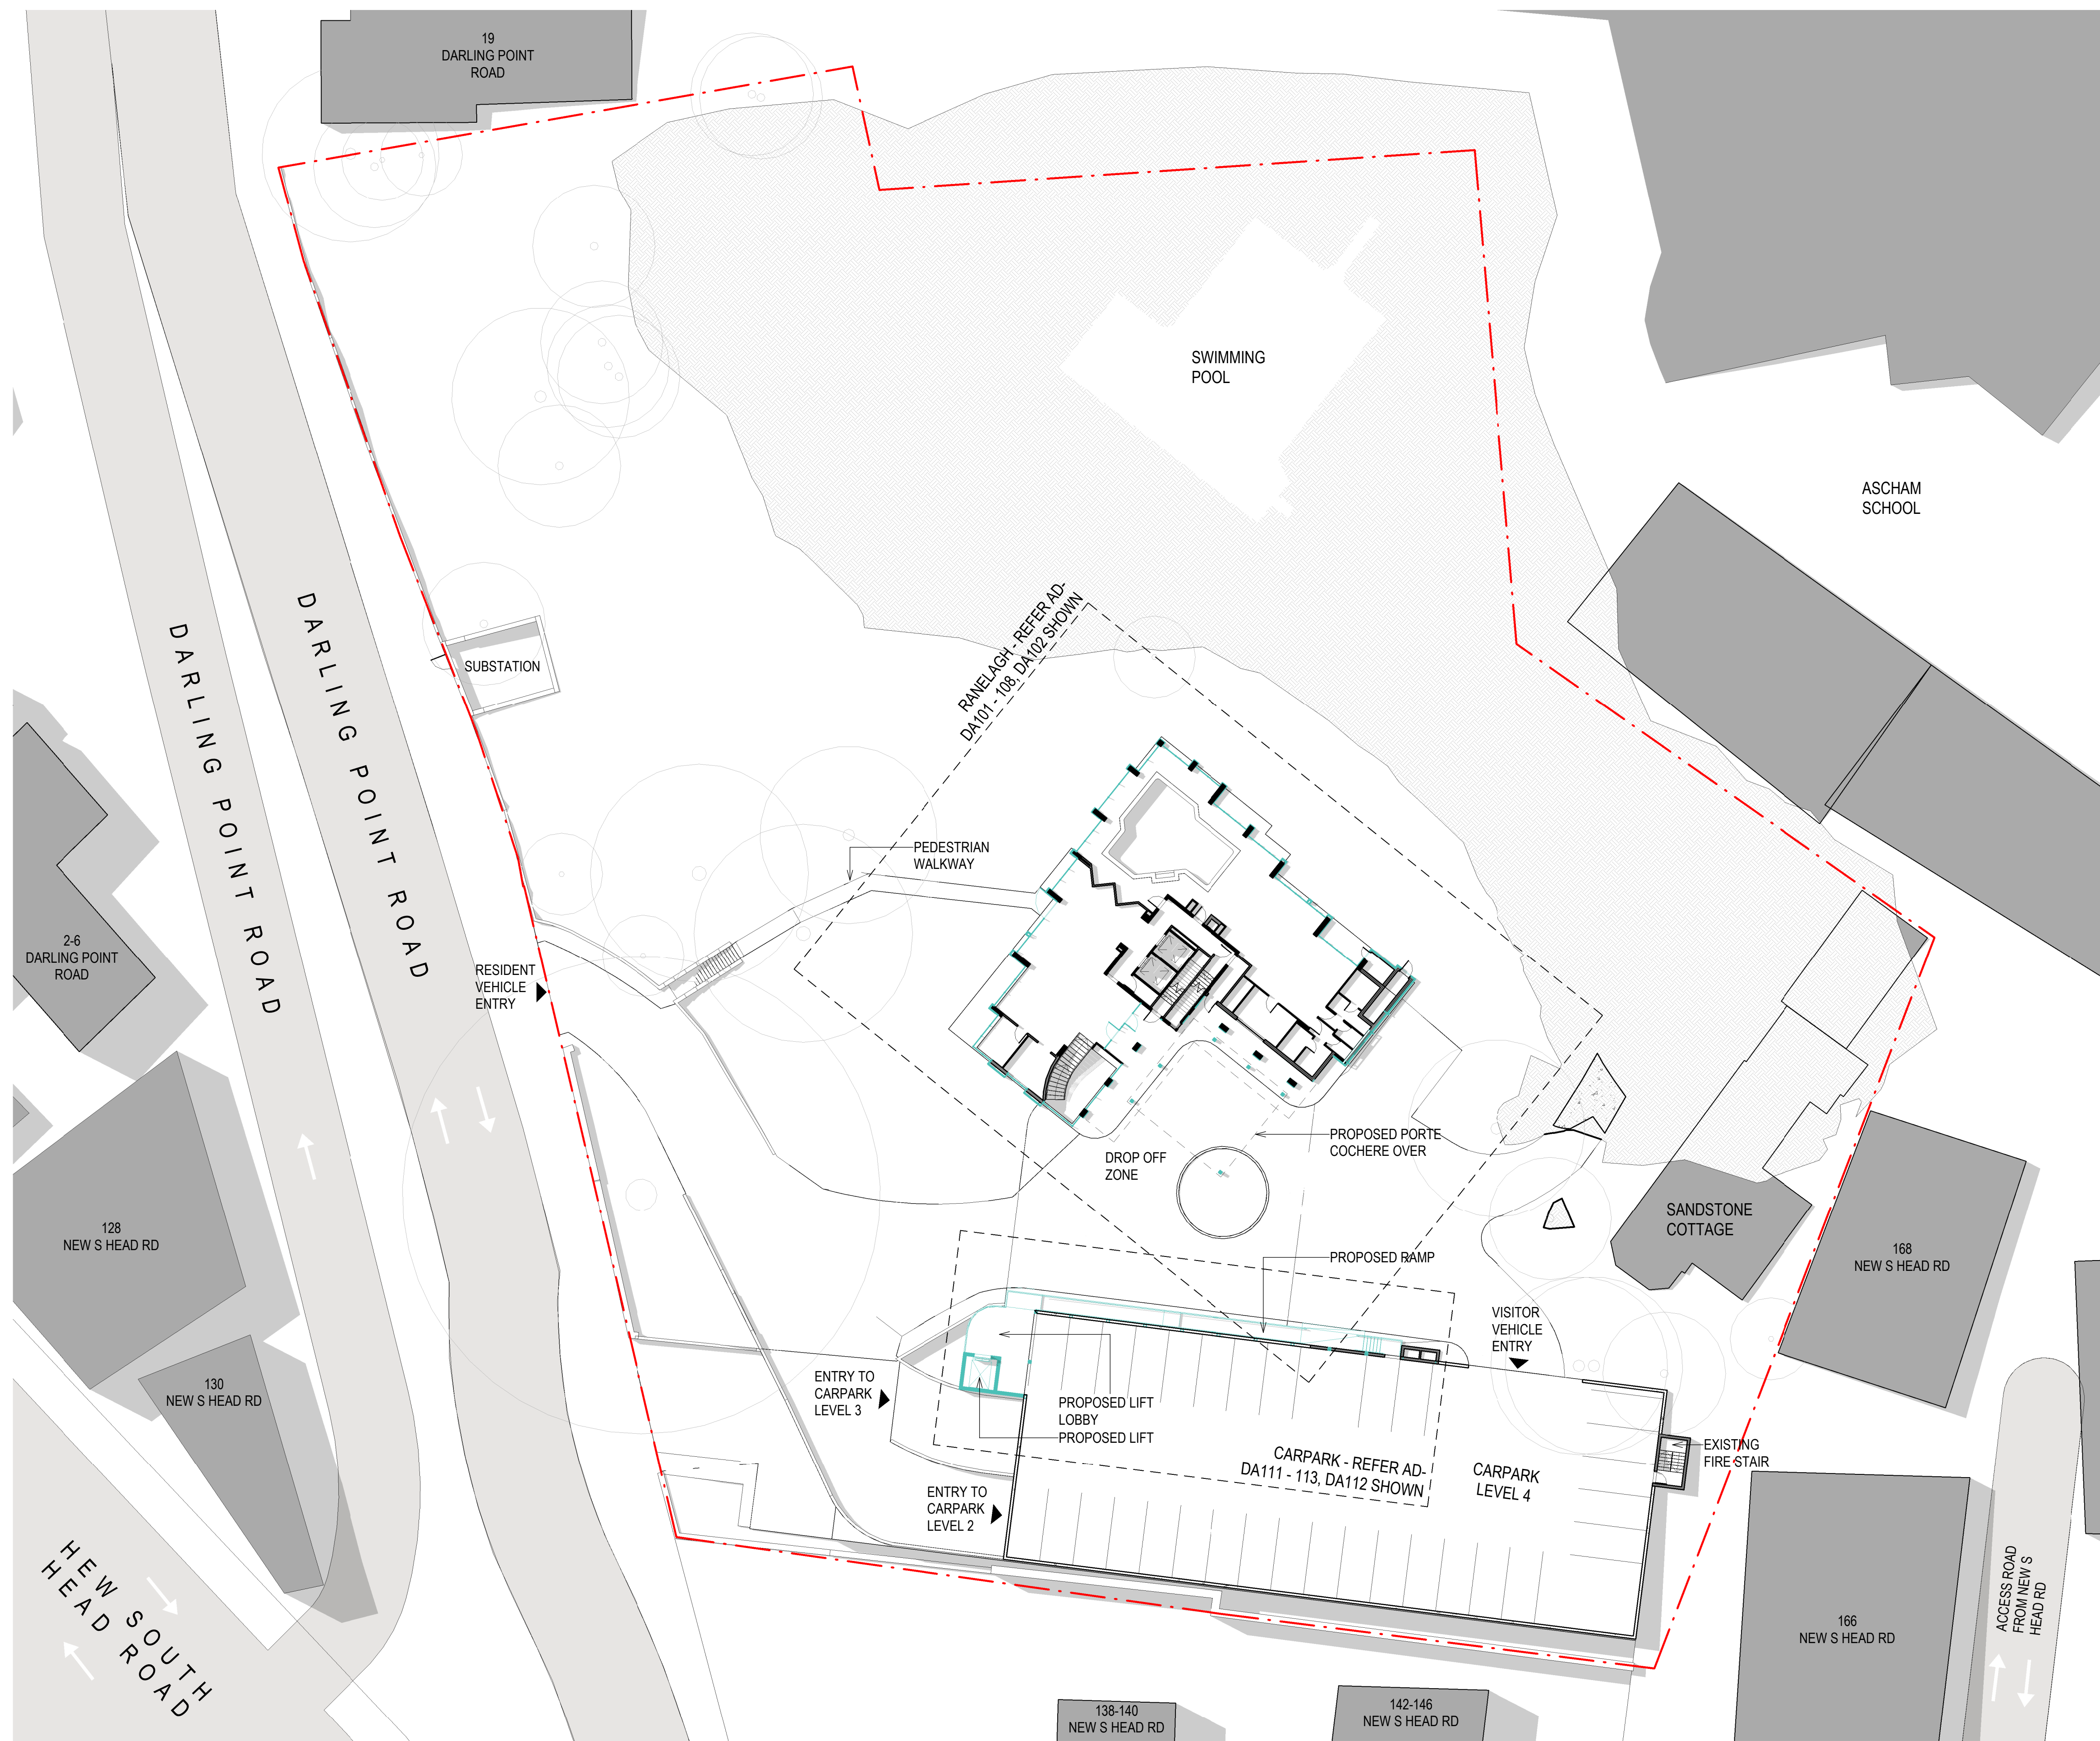 19
DARLING POINT
ROAD
SWIMMING
POOL
ASCHAM
SCHOOL
DARLING POINT ROAD
DARLING POINT ROAD
SUBSTATION
RANELAGH - REFER AD-
DA101 - 108, DA102 SHOWN
PEDESTRIAN
WALKWAY
2-6
DARLING POINT
ROAD
RESIDENT
VEHICLE
ENTRY
PROPOSED PORTE
COCHERE OVER
DROP OFF
ZONE
SANDSTONE
COTTAGE
128
NEW S HEAD RD
168
NEW S HEAD RD
PROPOSED RAMP
VISITOR
VEHICLE
ENTRY
130
NEW S HEAD RD
ENTRY TO
CARPARK
LEVEL 3
PROPOSED LIFT
LOBBY
PROPOSED LIFT
CARPARK - REFER AD-
DA111 - 113, DA112 SHOWN
CARPARK
LEVEL 4
EXISTING
FIRE STAIR
ENTRY TO
CARPARK
LEVEL 2
HEW SOUTH
HEAD ROAD
ACCESS ROAD
FROM NEW S
HEAD RD
166
NEW S HEAD RD
138-140
NEW S HEAD RD
142-146
NEW S HEAD RD